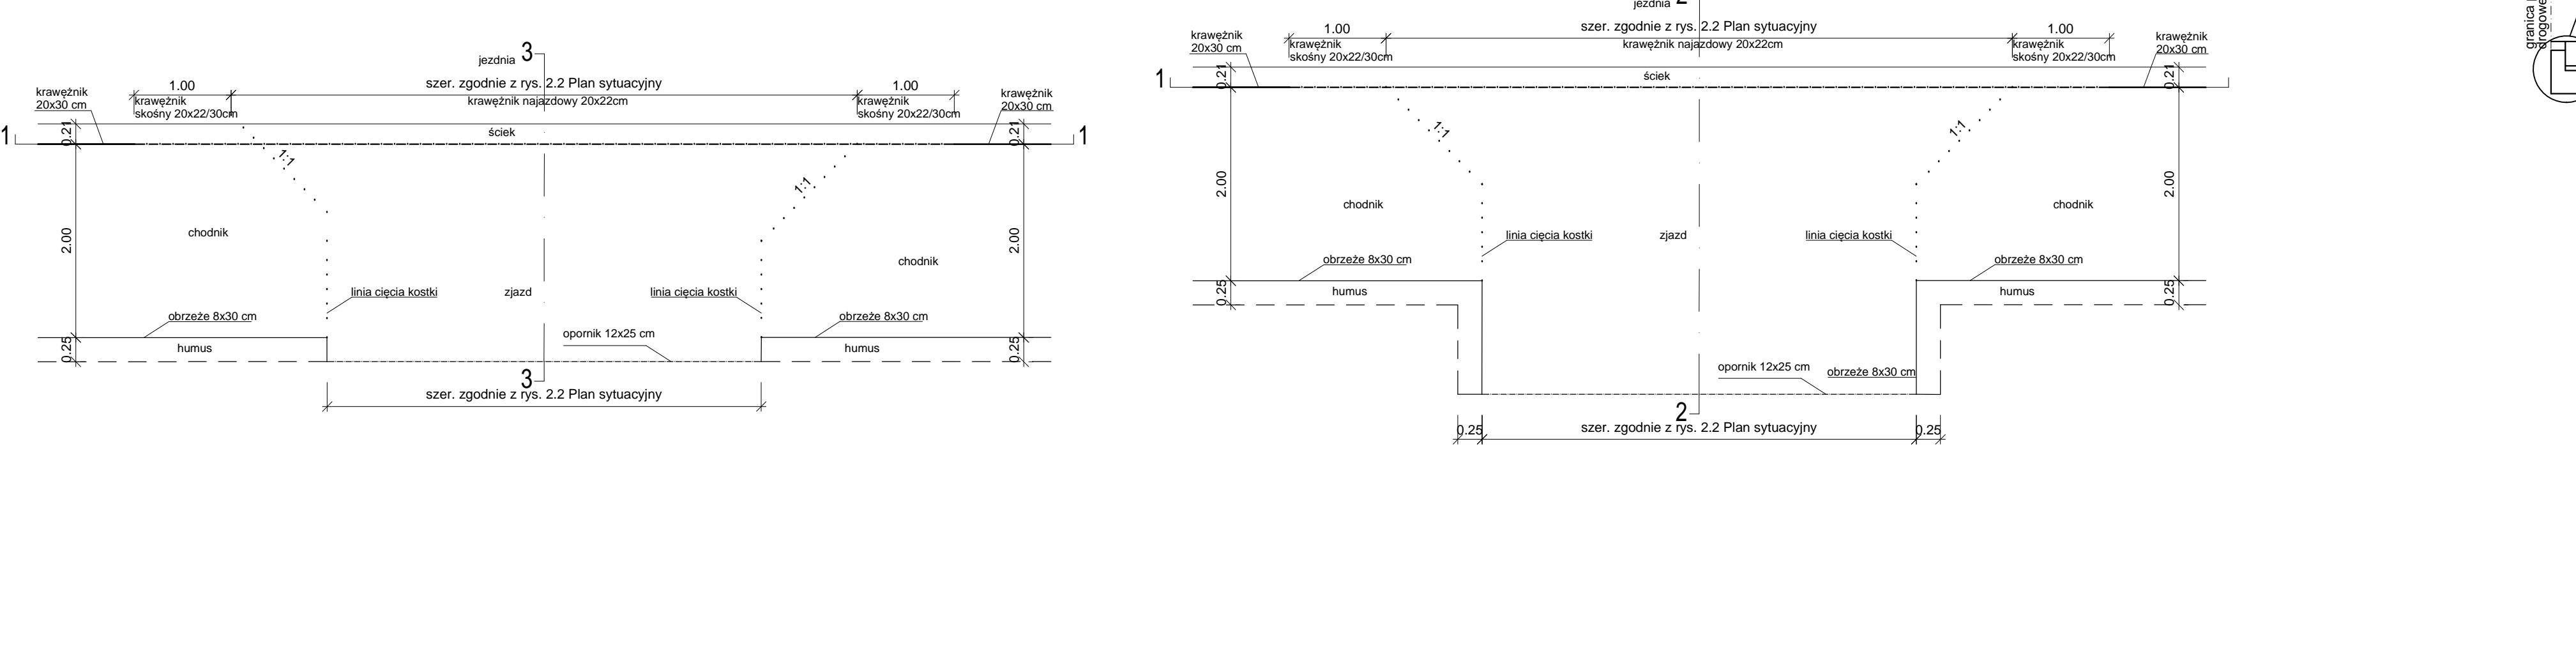 3
jezdnia
szer. zgodnie z rys. 2.2 Plan sytuacyjny
1.00
1.00
krawężnik
20x30 cm
krawężnik
skośny 20x22/30cm
krawężnik najazdowy 20x22cm
krawężnik
skośny 20x22/30cm
krawężnik
20x30 cm
0.21
ściek
0.21
1
1
1:1
1:1
chodnik
2.00
2.00
chodnik
linia cięcia kostki
zjazd
linia cięcia kostki
obrzeże 8x30 cm
obrzeże 8x30 cm
opornik 12x25 cm
0.25
humus
humus
0.25
3
szer. zgodnie z rys. 2.2 Plan sytuacyjny
jezdnia
szer. zgodnie z rys. 2.2 Plan sytuacyjny
1.00
1.00
krawężnik
20x30 cm
krawężnik
skośny 20x22/30cm
krawężnik najazdowy 20x22cm
krawężnik
skośny 20x22/30cm
krawężnik
20x30 cm
0.21
ściek
0.21
1
1:1
1:1
2.00
2.00
chodnik
chodnik
linia cięcia kostki
zjazd
linia cięcia kostki
obrzeże 8x30 cm
obrzeże 8x30 cm
0.25
humus
humus
0.25
opornik 12x25 cm
obrzeże 8x30 cm
2
0.25
szer. zgodnie z rys. 2.2 Plan sytuacyjny
0.25
granica